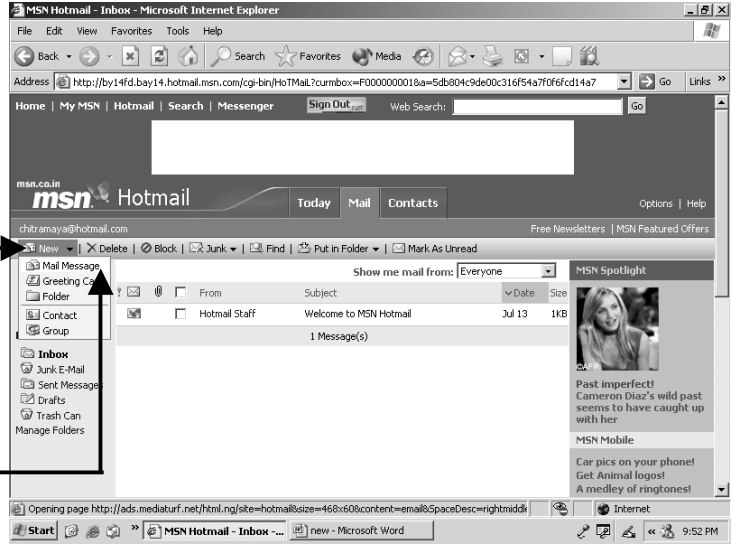 MSN Hotmail - Inbox - Microsoft Internet Explorer
File Edit View Favorites Tools Help
Back Search Favorites Media
Address http://by14fd.bay14.hotmail.msn.com/cgi-bin/HoTMaiL?curmbox=F000000001&a=5db804c9de00c316f54a7f0f6fcd14a7 Go Links »
Home | My MSN | Hotmail | Search | Messenger Sign Out.net Web Search: Go
msn.co.in
msn Hotmail Today Mail Contacts Options | Help
chitramaya@hotmail.com Free Newsletters | MSN Featured Offers
New | Delete | Block | Junk | Find | Put in Folder | Mark As Unread
Mail Message
Greeting Ca
Folder
Contact
Group
Show me mail from: Everyone
! From Subject Date Size
Hotmail Staff Welcome to MSN Hotmail Jul 13 1KB
1 Message(s)
Inbox
Junk E-Mail
Sent Messages
Drafts
Trash Can
Manage Folders
MSN Spotlight
©AFP
Past imperfect!
Cameron Diaz's wild past
seems to have caught up
with her
MSN Mobile
Car pics on your phone!
Get Animal logos!
A medley of ringtones!
Opening page http://ads.mediaturf.net/html.ng/site=hotmail&size=468x60&content=email&SpaceDesc=rightmiddl Internet
Start » MSN Hotmail - Inbox -... new - Microsoft Word « 9:52 PM